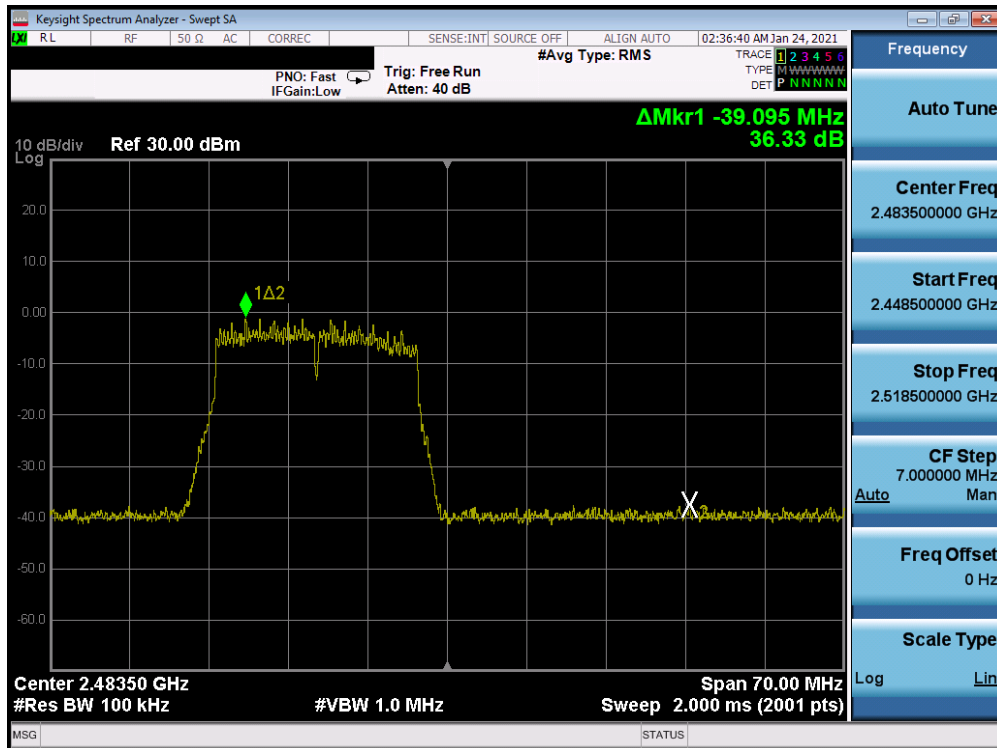 Keysight Spectrum Analyzer - Swept SA
LXI RL RF 50 Ω AC CORREC SENSE:INT SOURCE OFF ALIGN AUTO 02:36:40 AM Jan 24, 2021
#Avg Type: RMS
TRACE 1 2 3 4 5 6
PNO: Fast Trig: Free Run TYPE M WWWWW
IFGain:Low Atten: 40 dB DET P N N N N N
ΔMkr1 -39.095 MHz
36.33 dB
10 dB/div Ref 30.00 dBm
Log
20.0
10.0
1Δ2
0.00
-10.0
-20.0
-30.0
-40.0
X2
-50.0
-60.0
Center 2.48350 GHz Span 70.00 MHz
#Res BW 100 kHz #VBW 1.0 MHz Sweep 2.000 ms (2001 pts)
MSG STATUS
Frequency
Auto Tune
Center Freq
2.483500000 GHz
Start Freq
2.448500000 GHz
Stop Freq
2.518500000 GHz
CF Step
7.000000 MHz
Auto Man
Freq Offset
0 Hz
Scale Type
Log Lin